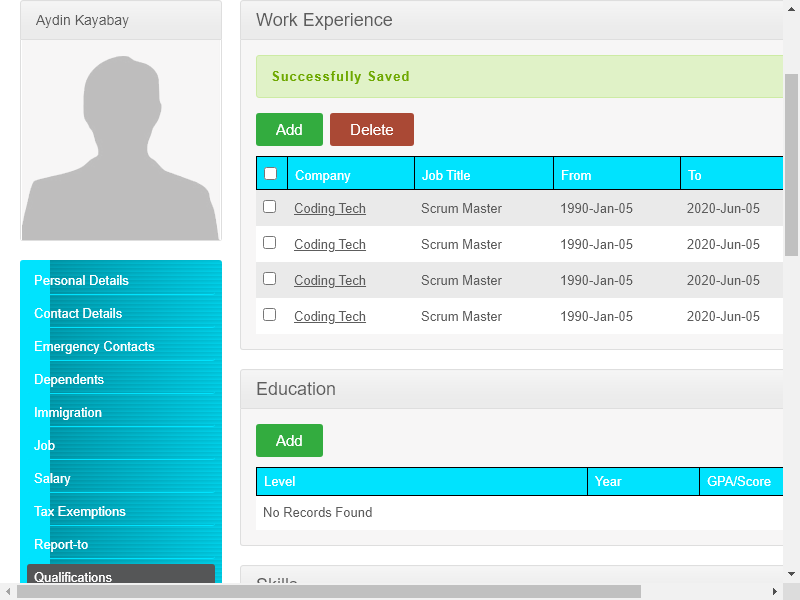 Aydin Kayabay
Personal Details
Contact Details
Emergency Contacts
Dependents
Immigration
Job
Salary
Tax Exemptions
Report-to
Qualifications
Work Experience
Successfully Saved
Add Delete
Company Job Title From To
Coding Tech Scrum Master 1990-Jan-05 2020-Jun-05
Coding Tech Scrum Master 1990-Jan-05 2020-Jun-05
Coding Tech Scrum Master 1990-Jan-05 2020-Jun-05
Coding Tech Scrum Master 1990-Jan-05 2020-Jun-05
Education
Add
Level Year GPA/Score
No Records Found
Skills